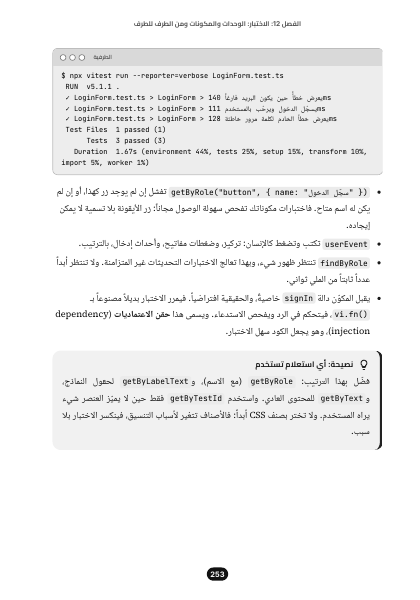 الفصل 12: الاختبار: الوحدات والمكونات ومن الطرف للطرف
الطرفية
$ npx vitest run --reporter=verbose LoginForm.test.ts
RUN v5.1.1 .
✓ LoginForm.test.ts > LoginForm > يعرض خطأً حين يكون البريد فارغاً 140ms
✓ LoginForm.test.ts > LoginForm > يسجّل الدخول ويرحّب بالمستخدم 111ms
✓ LoginForm.test.ts > LoginForm > يعرض خطأ الخادم لكلمة مرور خاطئة 128ms
Test Files 1 passed (1)
Tests 3 passed (3)
Duration 1.67s (environment 44%, tests 25%, setup 15%, transform 10%,
import 5%, worker 1%)
• getByRole("button", { name: "سجّل الدخول" }) تفشل إن لم يوجد زر كهذا، أو إن لم
يكن له اسم متاح. فاختبارات مكوناتك تفحص سهولة الوصول مجاناً: زر الأيقونة بلا تسمية لا يمكن
إيجاده.
• userEvent تكتب وتضغط كالإنسان: تركيز، وضغطات مفاتيح، وأحداث إدخال، بالترتيب.
• findByRole تنتظر ظهور شيء، وبهذا تعالج الاختبارات التحديثات غير المتزامنة. ولا تنتظر أبداً
عدداً ثابتاً من الملي ثواني.
• يقبل المكوّن دالة signIn خاصيةً، والحقيقية افتراضياً. فيمرر الاختبار بديلاً مصنوعاً بـ
vi.fn()، فيتحكم في الرد ويفحص الاستدعاء. ويسمى هذا حقن الاعتماديات (dependency
injection)، وهو يجعل الكود سهل الاختبار.
نصيحة: أي استعلام تستخدم
فضّل بهذا الترتيب: getByRole (مع الاسم)، و getByLabelText لحقول النماذج،
و getByText للمحتوى العادي. واستخدم getByTestId فقط حين لا يميّز العنصر شيء
يراه المستخدم. ولا تختر بصنف CSS أبداً: فالأصناف تتغير لأسباب التنسيق، فينكسر الاختبار بلا
سبب.
253